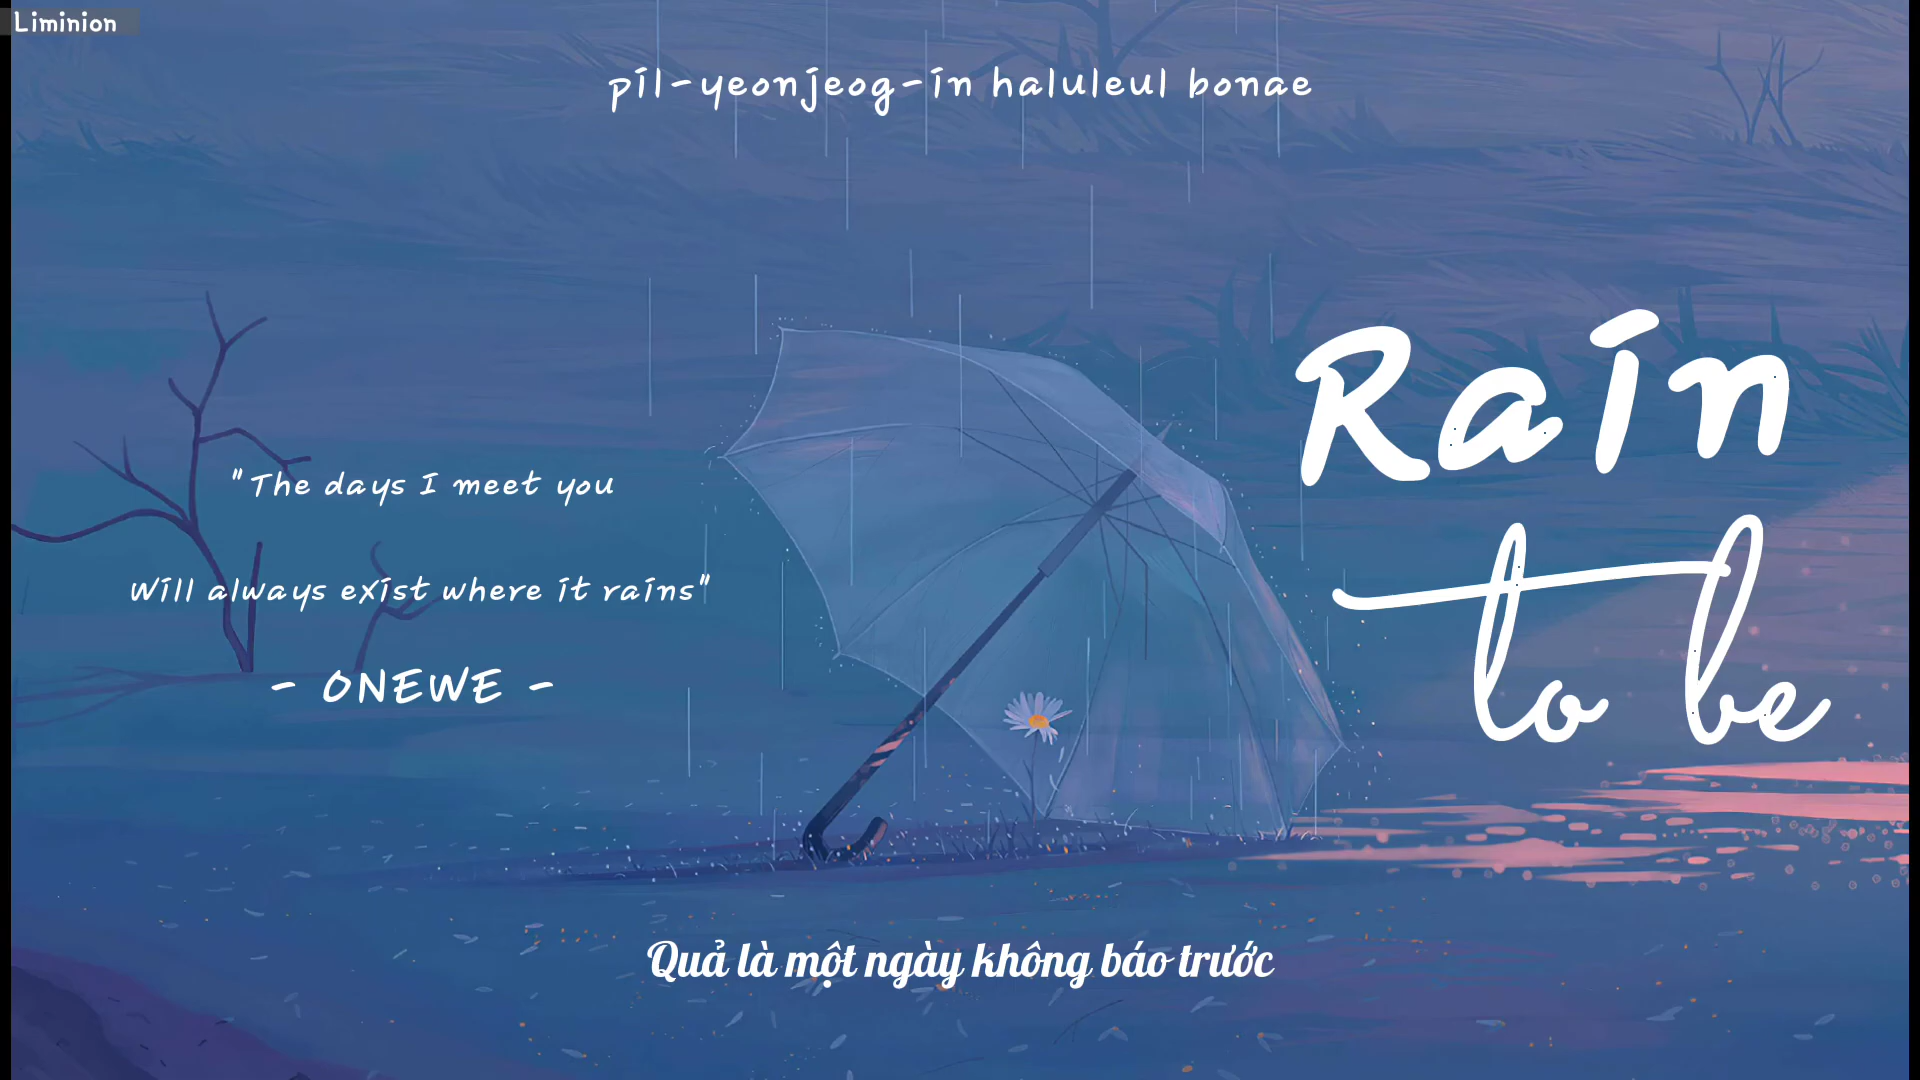 Liminion
pil-yeonjeog-in haluleul bonae
Rain
to be
"The days I meet you
Will always exist where it rains"
- ONEWE -
Quả là một ngày không báo trước